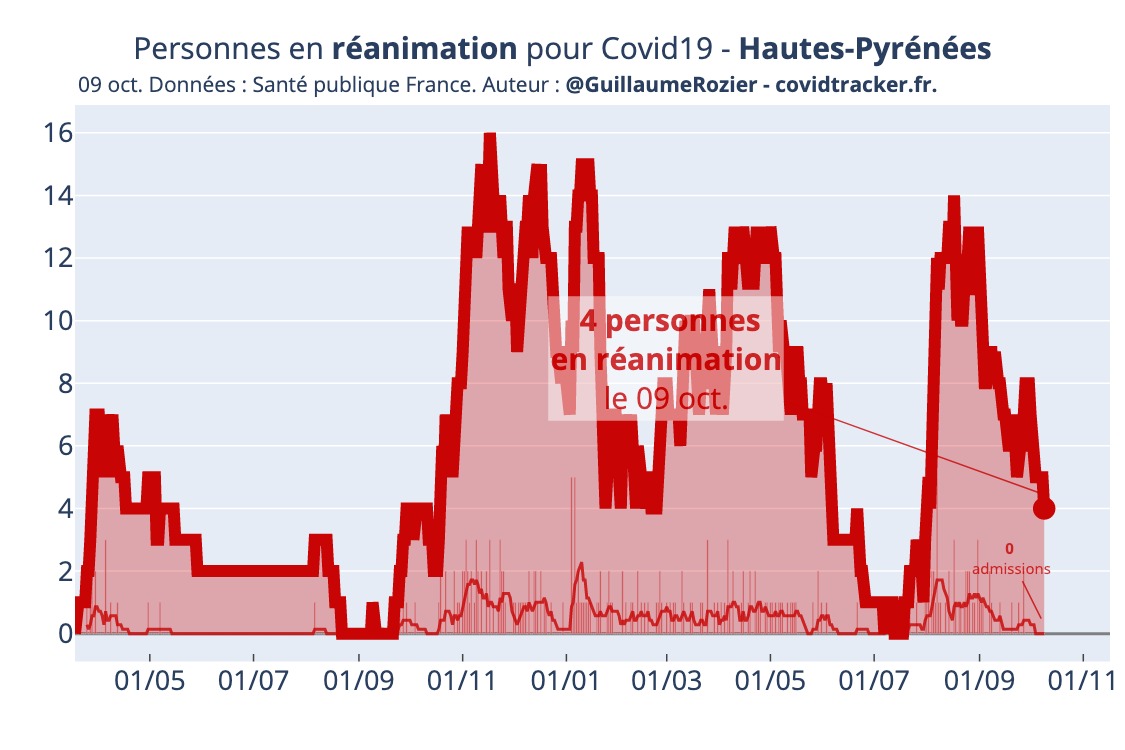 Personnes en réanimation pour Covid19 - Hautes-Pyrénées
09 oct. Données : Santé publique France. Auteur : @GuillaumeRozier - covidtracker.fr.
16
14
12
10
8
6
4
2
0
4 personnes
en réanimation
le 09 oct.
0
admissions
01/05 01/07 01/09 01/11 01/01 01/03 01/05 01/07 01/09 01/11